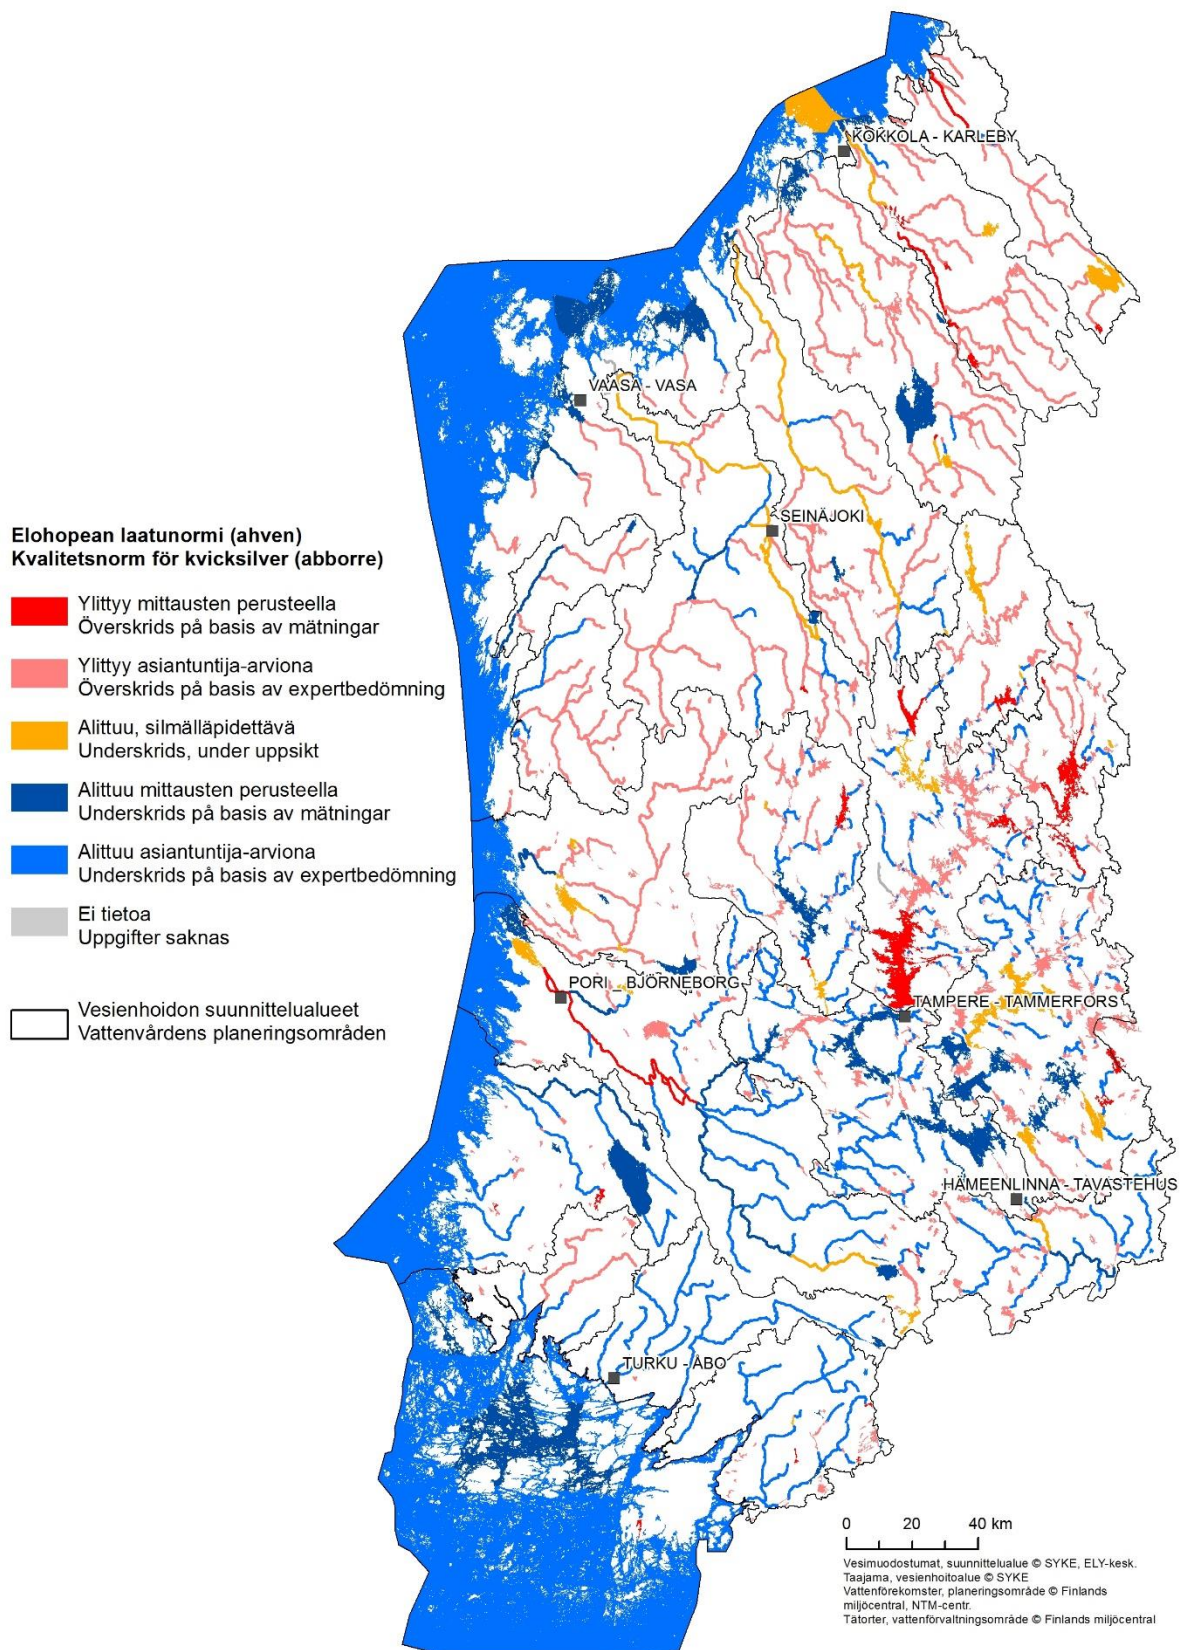 KOKKOLA - KARLEBY
VAASA - VASA
SEINÄJOKI
Elohopean laatunormi (ahven)
Kvalitetsnorm för kvicksilver (abborre)
Ylittyy mittausten perusteella
Överskrids på basis av mätningar
Ylittyy asiantuntija-arviona
Överskrids på basis av expertbedömning
Alittuu, silmälläpidettävä
Underskrids, under uppsikt
Alittuu mittausten perusteella
Underskrids på basis av mätningar
Alittuu asiantuntija-arviona
Underskrids på basis av expertbedömning
Ei tietoa
Uppgifter saknas
Vesienhoidon suunnittelualueet
Vattenvårdens planeringsområden
PORI _ BJÖRNEBORG
TAMPERE - TAMMERFORS
HÄMEENLINNA - TAVASTEHUS
TURKU - ÅBO
0 20 40 km
Vesimuodostumat, suunnittelualue © SYKE, ELY-kesk.
Taajama, vesienhoitoalue © SYKE
Vattenförekomster, planeringsområde © Finlands
miljöcentral, NTM-centr.
Tätorter, vattenförvaltningsområde © Finlands miljöcentral